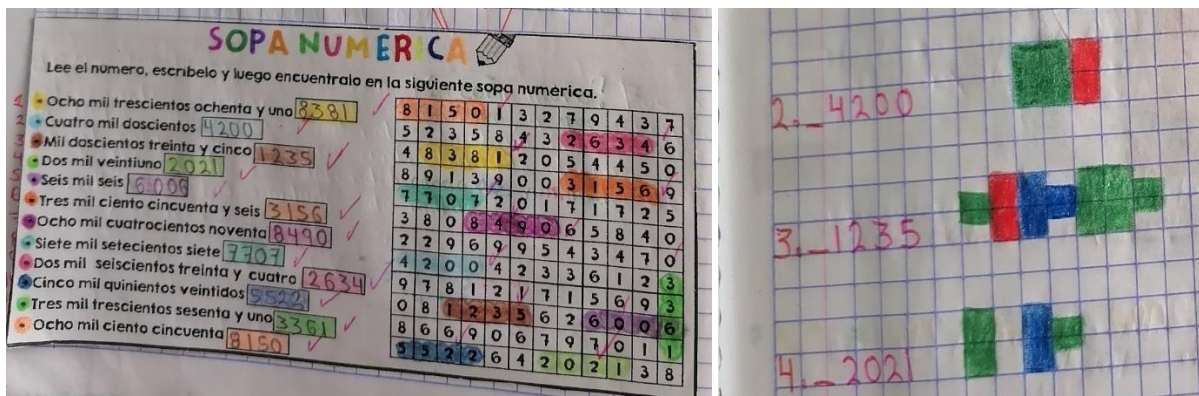 SOPA NUMERICA
Lee el número, escríbelo y luego encuentralo en la siguiente sopa numérica.
1 Ocho mil trescientos ochenta y uno 8381
2 Cuatro mil doscientos 4200
3 Mil doscientos treinta y cinco 1235
4 Dos mil veintiuno 2021
5 Seis mil seis 6006
Tres mil ciento cincuenta y seis 3156
Ocho mil cuatrocientos noventa 8490
Siete mil setecientos siete 7707
Dos mil seiscientos treinta y cuatro 2634
Cinco mil quinientos veintidos 5522
Tres mil trescientos sesenta y uno 3361
Ocho mil ciento cincuenta 8150
8 1 5 0 1 3 2 7 9 4 3 7
5 2 3 5 8 4 3 2 6 3 4 6
4 8 3 8 1 2 0 5 4 4 5 0
8 9 1 3 9 0 0 3 1 5 6 9
7 7 0 7 2 0 1 7 1 7 2 5
3 8 0 8 4 9 0 6 5 8 4 0
2 2 9 6 9 9 5 4 3 4 7 0
4 2 0 0 4 2 3 3 6 1 2 3
9 7 8 1 2 1 7 1 5 6 9 3
0 8 1 2 3 5 6 2 6 0 0 6
8 6 6 9 0 6 7 9 7 0 1 1
5 5 2 2 6 4 2 0 2 1 3 8
2._ 4200
3._ 1235
4._ 2021